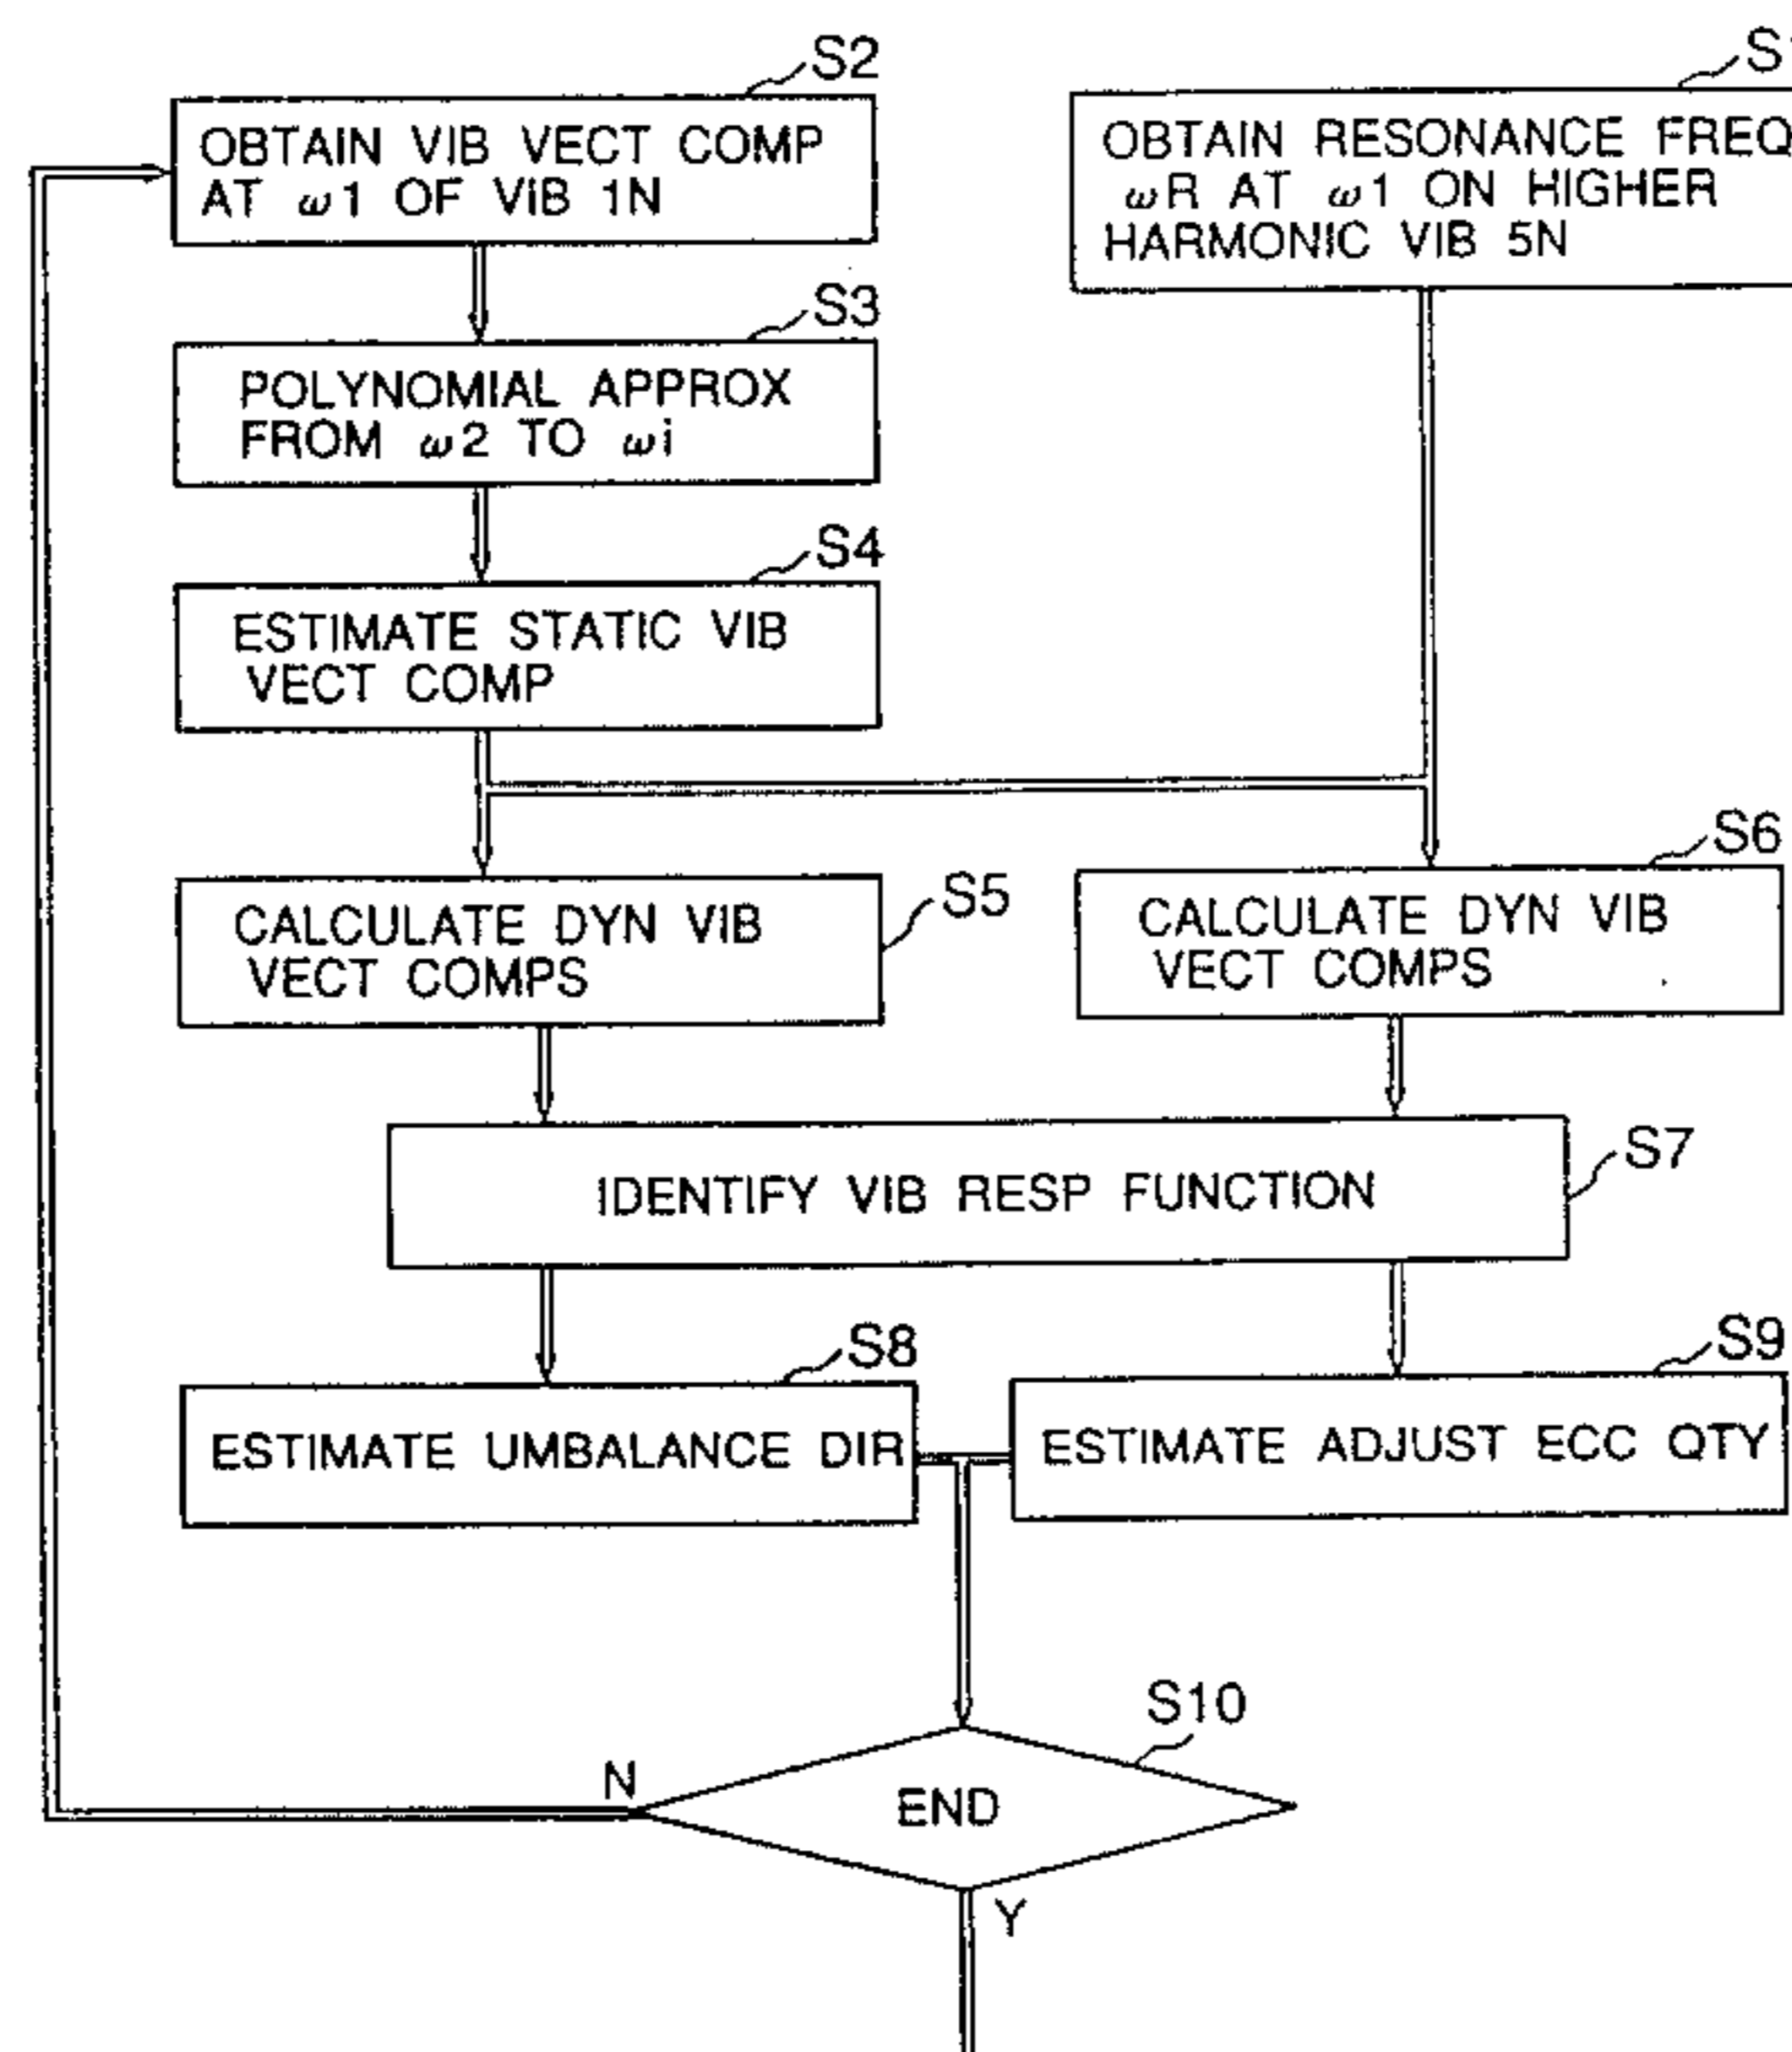 S2
OBTAIN VIB VECT COMP
AT ω1 OF VIB 1N
OBTAIN RESONANCE FREQ
ωR AT ω1 ON HIGHER
HARMONIC VIB 5N
S3
POLYNOMIAL APPROX
FROM ω2 TO ωi
S4
ESTIMATE STATIC VIB
VECT COMP
S5
CALCULATE DYN VIB
VECT COMPS
S6
CALCULATE DYN VIB
VECT COMPS
S7
IDENTIFY VIB RESP FUNCTION
S8
ESTIMATE UMBALANCE DIR
S9
ESTIMATE ADJUST ECC QTY
S10
END
N
Y